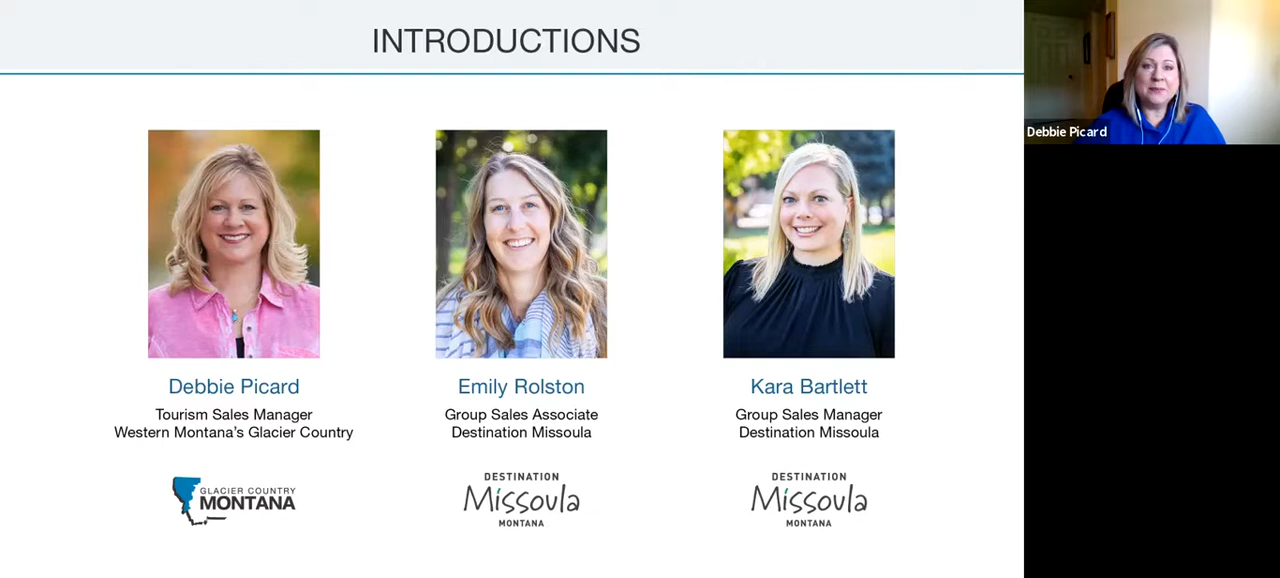 INTRODUCTIONS
Debbie Picard
Debbie Picard
Tourism Sales Manager
Western Montana's Glacier Country
GLACIER COUNTRY
MONTANA
Emily Rolston
Group Sales Associate
Destination Missoula
DESTINATION
Missoula
MONTANA
Kara Bartlett
Group Sales Manager
Destination Missoula
DESTINATION
Missoula
MONTANA